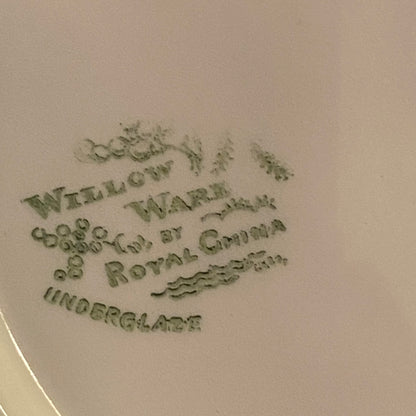 WILLOW
WARE
BY
ROYAL CHINA
UNDERGLAZE